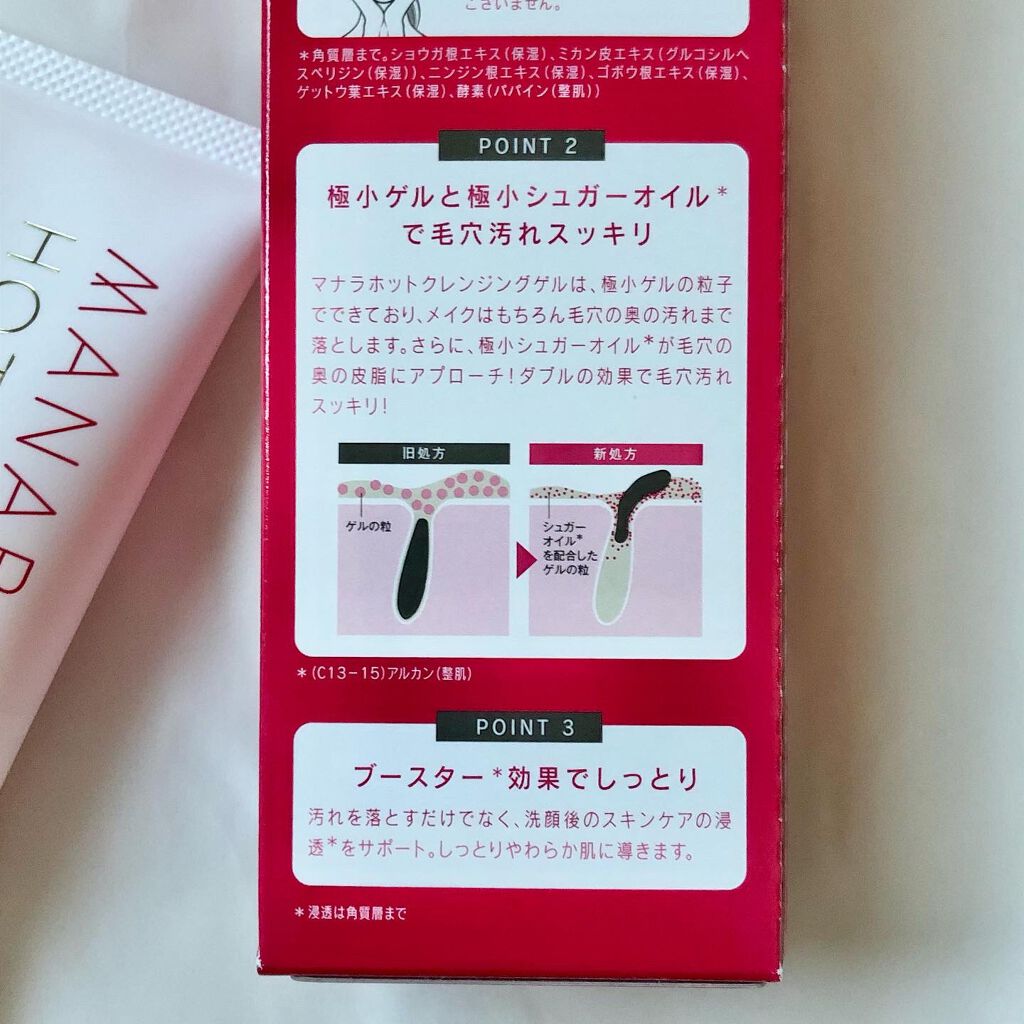 ございません。
*角質層まで。ショウガ根エキス(保湿)、ミカン皮エキス(グルコシルヘ
スペリジン(保湿))、ニンジン根エキス(保湿)、ゴボウ根エキス(保湿)、
ゲットウ葉エキス(保湿)、酵素(パパイン(整肌))
POINT 2
極小ゲルと極小シュガーオイル*
で毛穴汚れスッキリ
マナラホットクレンジングゲルは、極小ゲルの粒子
でできており、メイクはもちろん毛穴の奥の汚れまで
落とします。さらに、極小シュガーオイル*が毛穴の
奥の皮脂にアプローチ!ダブルの効果で毛穴汚れ
スッキリ!
旧処方
新処方
ゲルの粒
シュガー
オイル*
を配合した
ゲルの粒
*(C13-15)アルカン(整肌)
POINT 3
ブースター*効果でしっとり
汚れを落とすだけでなく、洗顔後のスキンケアの浸
透*をサポート。しっとりやわらか肌に導きます。
*浸透は角質層まで
MANAR
HOT